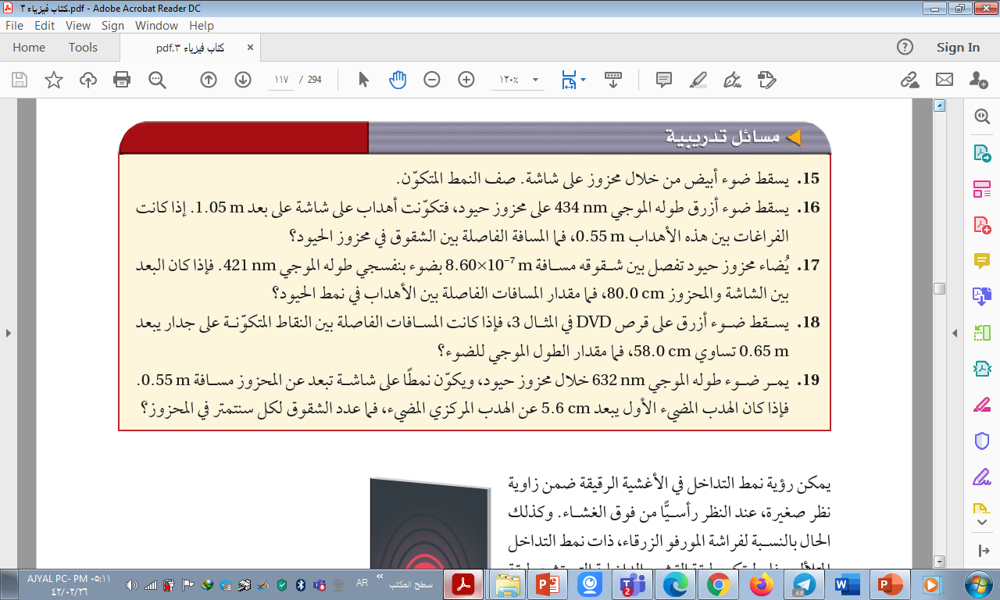 كتاب فيزياء ٣.pdf - Adobe Acrobat Reader DC
File Edit View Sign Window Help
Home Tools كتاب فيزياء ٣.pdf × ? Sign In
١١٧ / 294 ١٢٠٪
مسائل تدريبية
15. يسقط ضوء أبيض من خلال محزوز على شاشة. صف النمط المتكوّن.
16. يسقط ضوء أزرق طوله الموجي 434 nm على محزوز حيود، فتكوّنت أهداب على شاشة على بعد 1.05 m. إذا كانت
الفراغات بين هذه الأهداب 0.55 m، فما المسافة الفاصلة بين الشقوق في محزوز الحيود؟
17. يُضاء محزوز حيود تفصل بين شقوقه مسافة 8.60×10⁻⁷ m بضوء بنفسجي طوله الموجي 421 nm. فإذا كان البعد
بين الشاشة والمحزوز 80.0 cm، فما مقدار المسافات الفاصلة بين الأهداب في نمط الحيود؟
18. يسقط ضوء أزرق على قرص DVD في المثال 3، فإذا كانت المسافات الفاصلة بين النقاط المتكوّنة على جدار يبعد
0.65 m تساوي 58.0 cm، فما مقدار الطول الموجي للضوء؟
19. يمر ضوء طوله الموجي 632 nm خلال محزوز حيود، ويكوّن نمطًا على شاشة تبعد عن المحزوز مسافة 0.55 m.
فإذا كان الهدب المضيء الأول يبعد 5.6 cm عن الهدب المركزي المضيء، فما عدد الشقوق لكل سنتمتر في المحزوز؟
يمكن رؤية نمط التداخل في الأغشية الرقيقة ضمن زاوية
نظر صغيرة، عند النظر رأسيًّا من فوق الغشاء. وكذلك
الحال بالنسبة لفراشة المورفو الزرقاء، ذات نمط التداخل
AJYAL PC- PM ٠٥:١١
٤٢/٠٢/٢٦
AR
سطح المكتب
2
.68